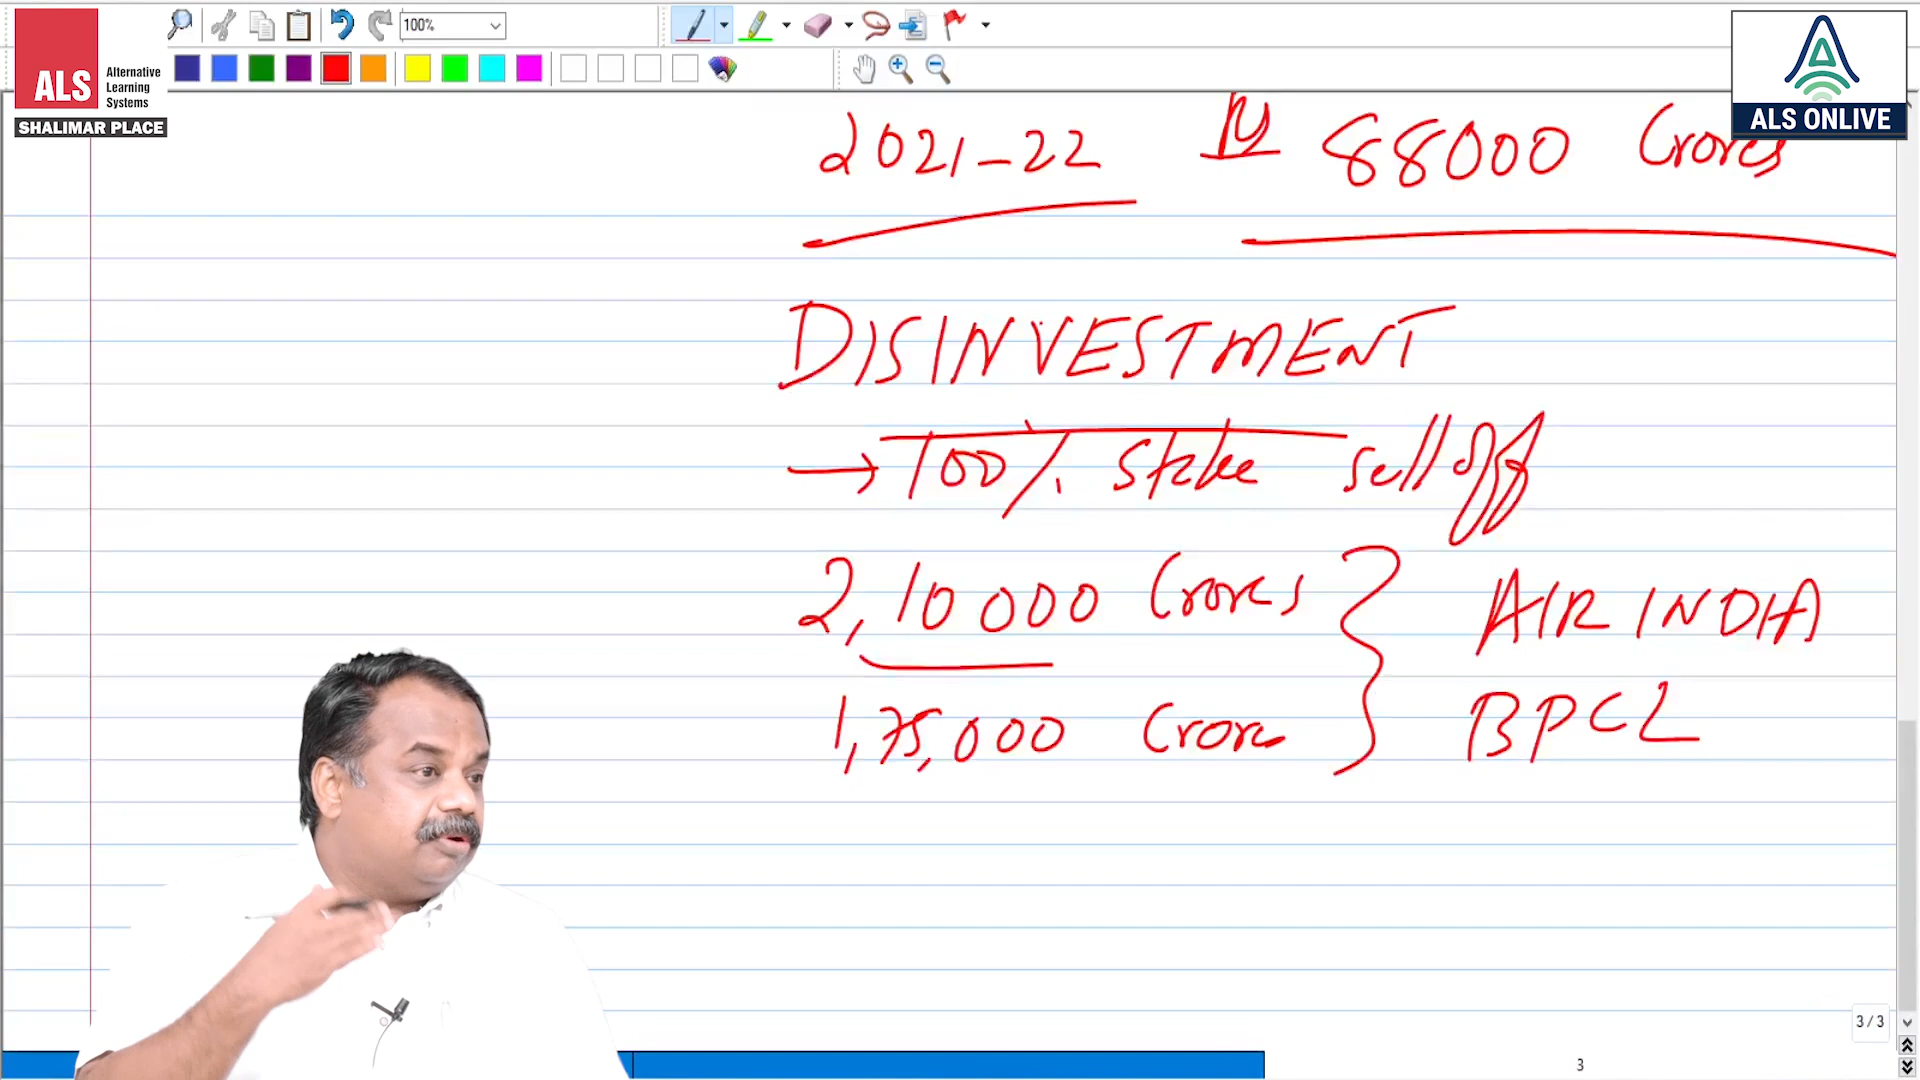 100%
ALS
Alternative
Learning
Systems
SHALIMAR PLACE
ALS ONLIVE
2021-22 88000 Crores
DISINVESTMENT
→ 100% stake sell off
2,10000 Crores
AIR INDIA
1,75,000 Crores
BPCL
3/3
3